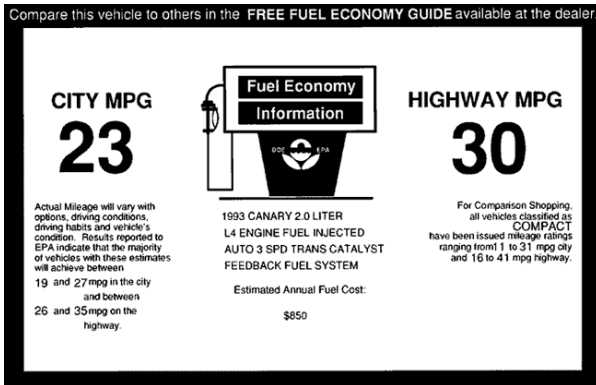 Compare this vehicle to others in the FREE FUEL ECONOMY GUIDE available at the dealer.
CITY MPG
23
Fuel Economy
Information
DOE EPA
HIGHWAY MPG
30
Actual Mileage will vary with
options, driving conditions,
driving habits and vehicle's
condition. Results reported to
EPA indicate that the majority
of vehicles with these estimates
will achieve between
19 and 27 mpg in the city
and between
26 and 35 mpg on the
highway.
1993 CANARY 2.0 LITER
L4 ENGINE FUEL INJECTED
AUTO 3 SPD TRANS CATALYST
FEEDBACK FUEL SYSTEM
Estimated Annual Fuel Cost:
$850
For Comparison Shopping,
all vehicles classified as
COMPACT
have been issued mileage ratings
ranging from1 1 to 31 mpg city
and 16 to 41 mpg highway.